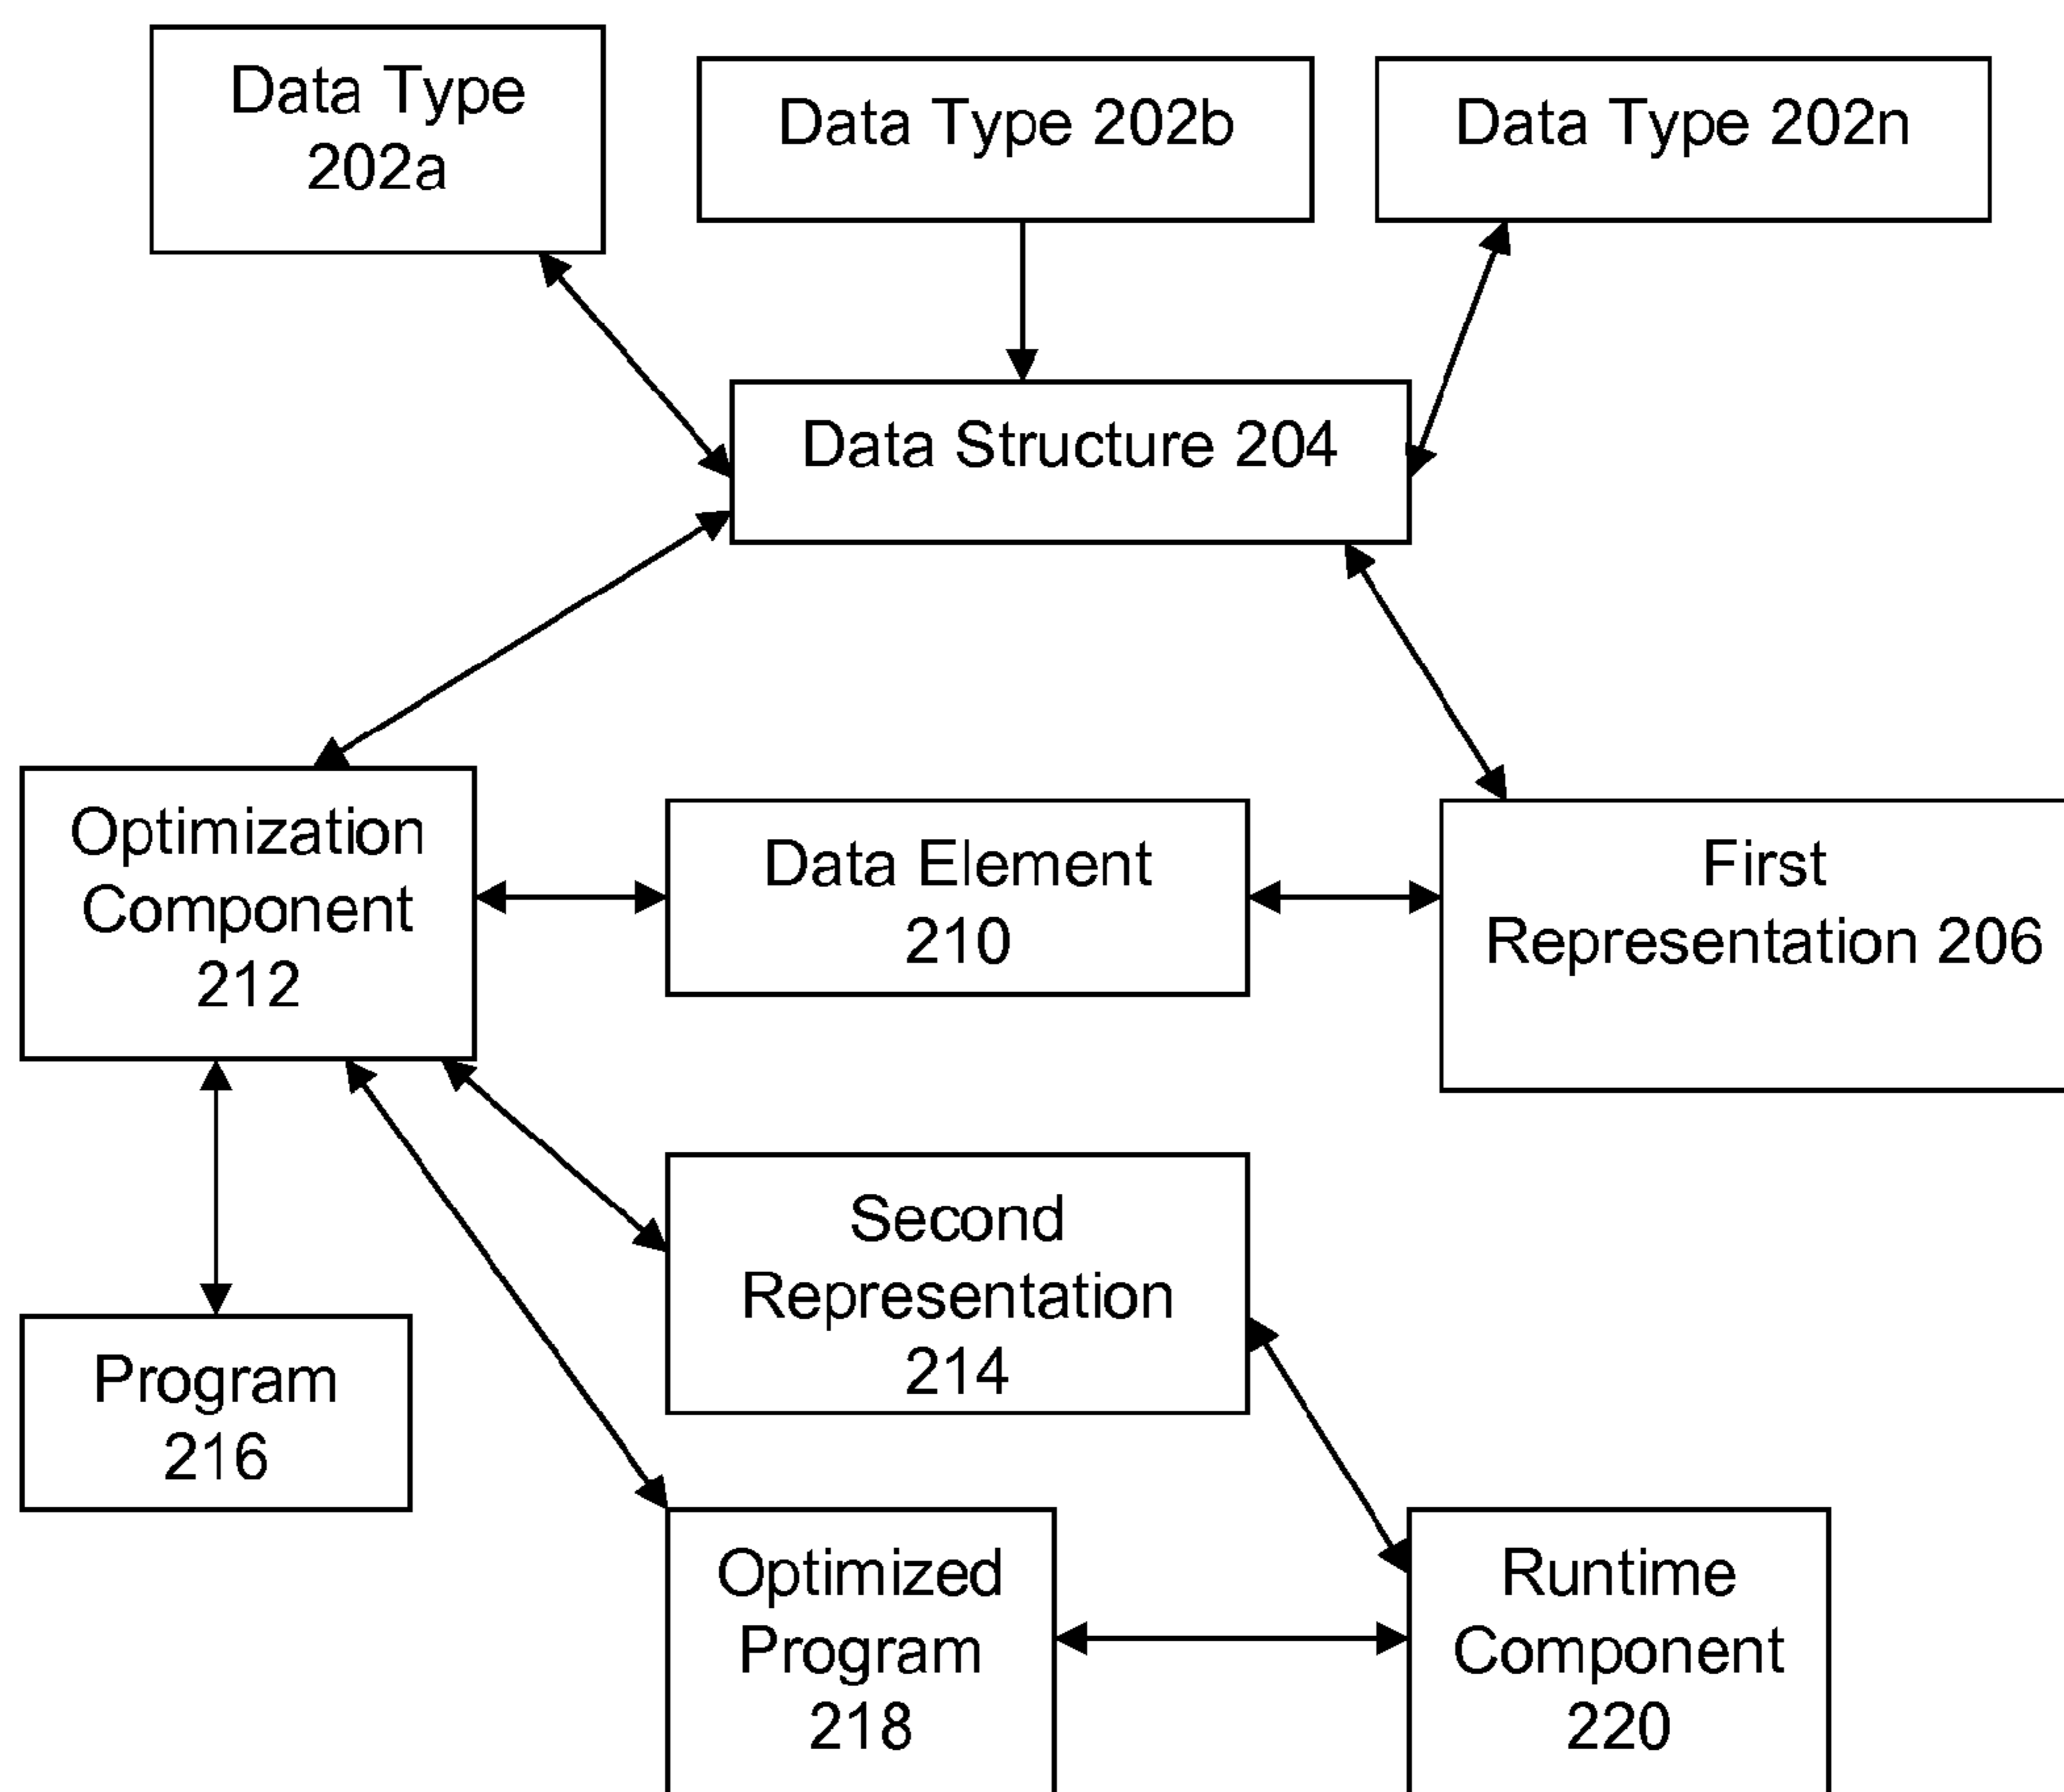 Data Type
202a
Data Type 202b
Data Type 202n
Data Structure 204
Optimization
Component
212
Data Element
210
First
Representation 206
Second
Representation
214
Program
216
Optimized
Program
218
Runtime
Component
220